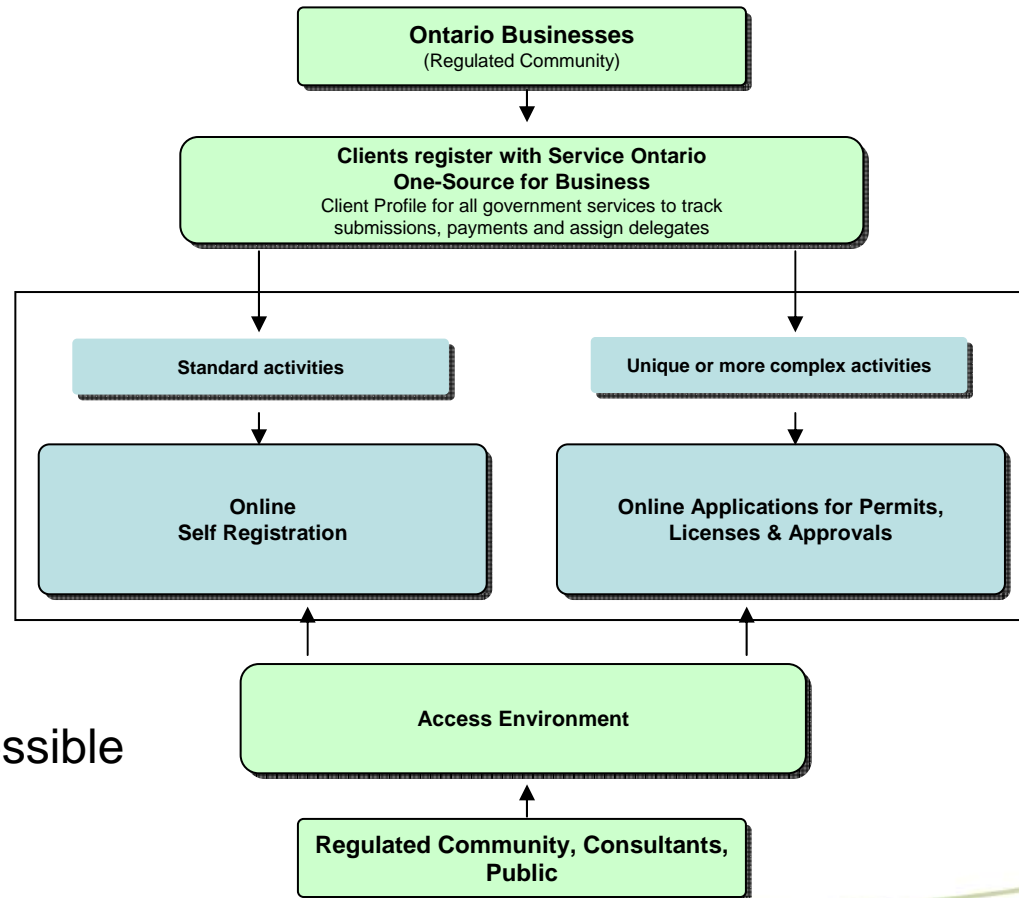 Ontario Businesses
(Regulated Community)
Clients register with Service Ontario
One-Source for Business
Client Profile for all government services to track
submissions, payments and assign delegates
Standard activities
Unique or more complex activities
Online
Self Registration
Online Applications for Permits,
Licenses & Approvals
Access Environment
ssible
Regulated Community, Consultants,
Public